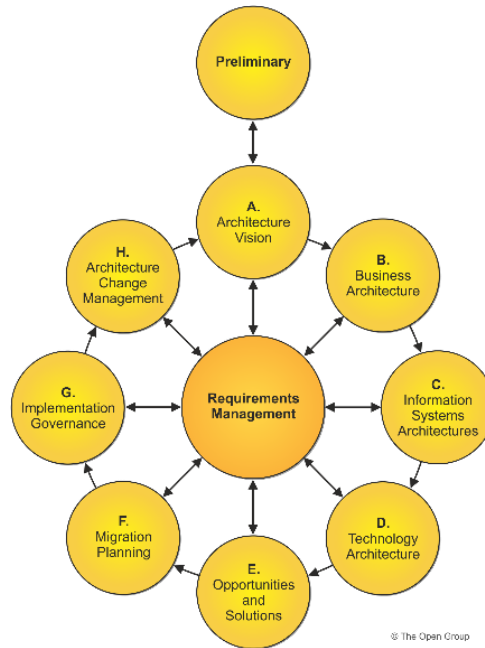 Preliminary
A.
Architecture
Vision
H.
Architecture
Change
Management
B.
Business
Architecture
G.
Implementation
Governance
Requirements
Management
C.
Information
Systems
Architectures
F.
Migration
Planning
D.
Technology
Architecture
E.
Opportunities
and
Solutions
© The Open Group